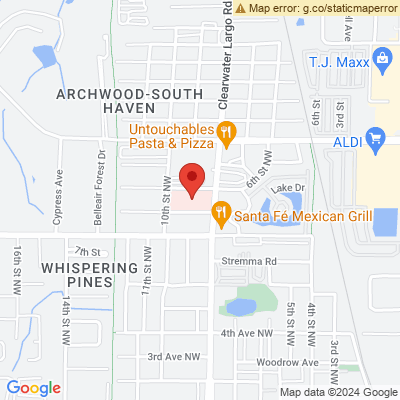 Map error: g.co/staticmaperror
Clearwater Largo Rd
ell Ave
T.J. Maxx
ARCHWOOD-SOUTH
HAVEN
6th St
3rd St
Untouchables
Pasta & Pizza
ALDI
Cypress Ave
Belleair Forest Dr
10th St NW
6th St NW
Lake Dr
Santa Fé Mexican Grill
7th St
16th St NW
WHISPERING
PINES
14th St NW
11th St NW
Stremma Rd
5th St NW
4th St NW
3rd St NW
4th Ave NW
3rd Ave NW
Woodrow Ave
Google
Map data ©2024 Google